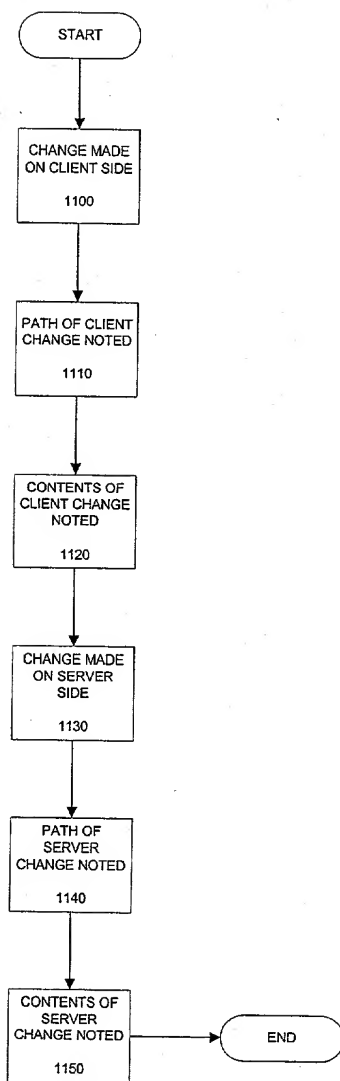 START
CHANGE MADE
ON CLIENT SIDE
1100
PATH OF CLIENT
CHANGE NOTED
1110
CONTENTS OF
CLIENT CHANGE
NOTED
1120
CHANGE MADE
ON SERVER
SIDE
1130
PATH OF
SERVER
CHANGE NOTED
1140
CONTENTS OF
SERVER
CHANGE NOTED
1150
END